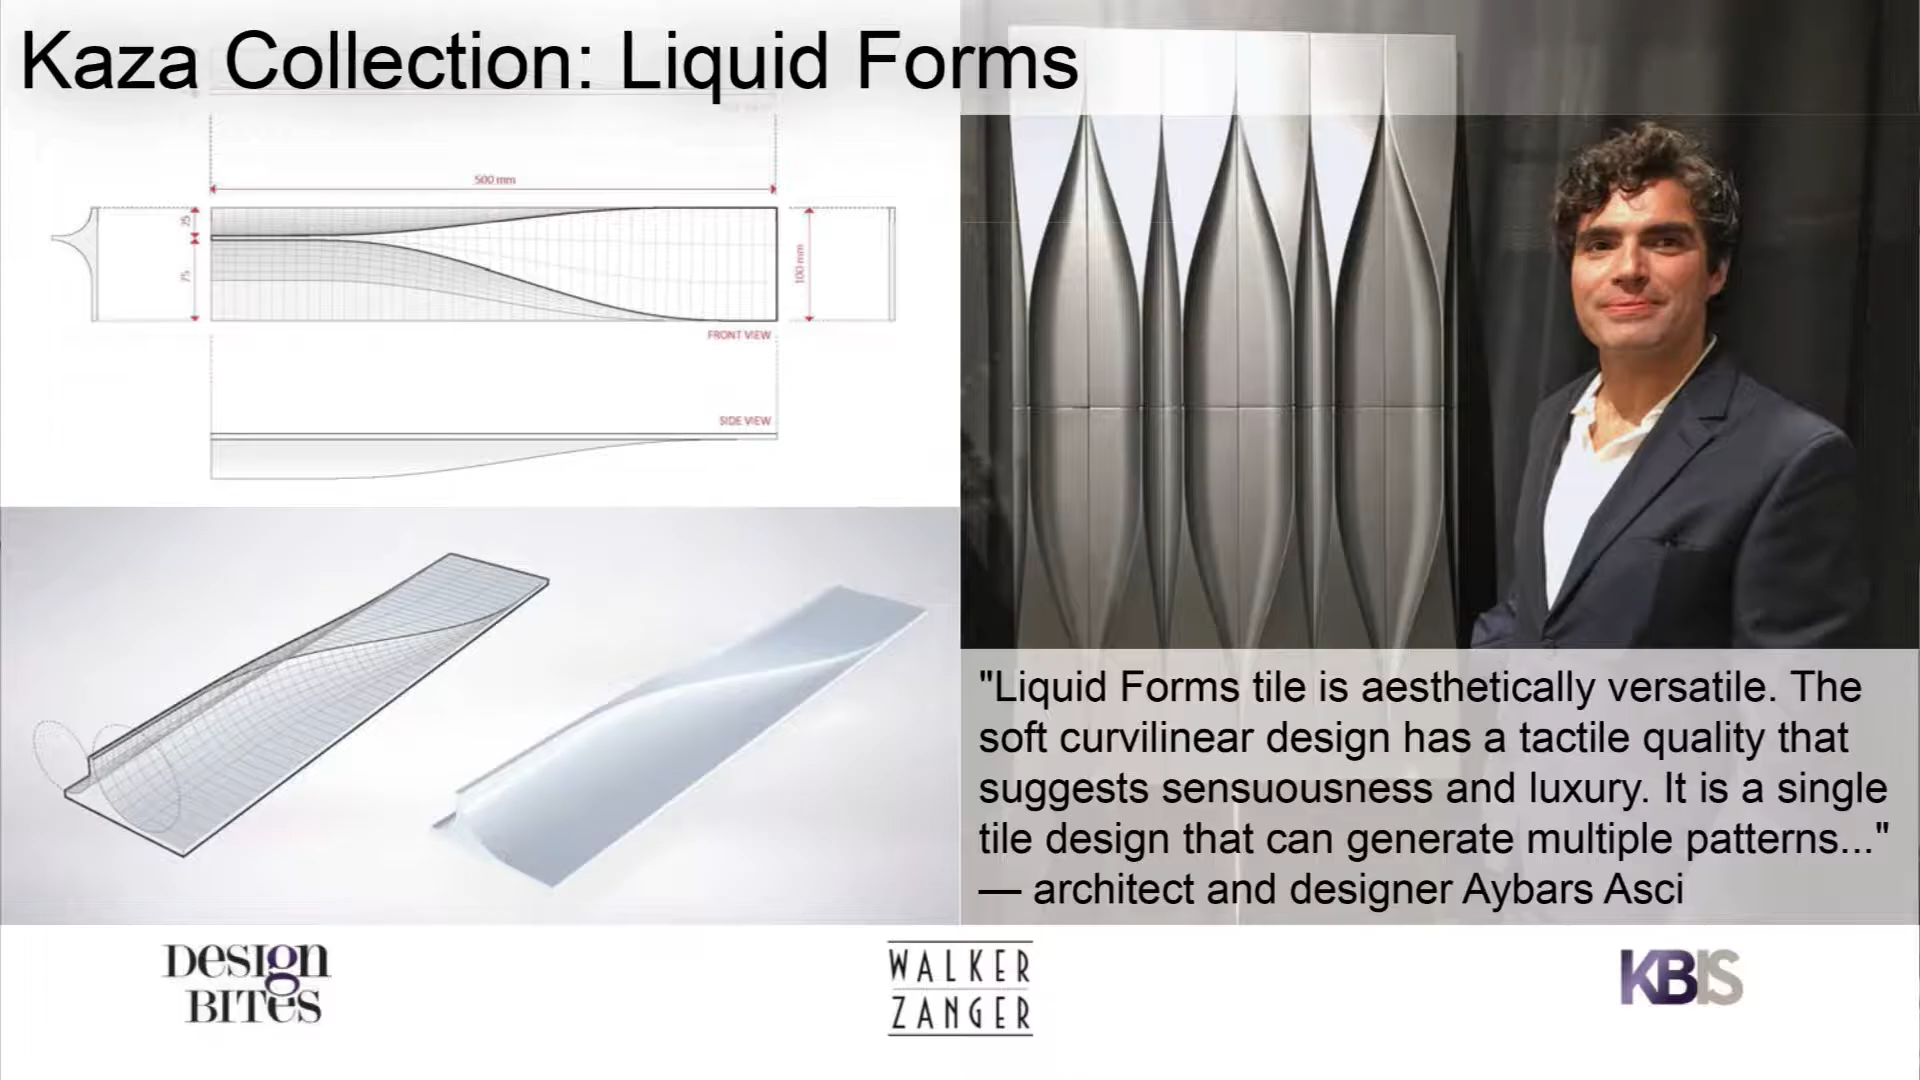 Kaza Collection: Liquid Forms
500 mm
25
75
100 mm
FRONT VIEW
SIDE VIEW
"Liquid Forms tile is aesthetically versatile. The
soft curvilinear design has a tactile quality that
suggests sensuousness and luxury. It is a single
tile design that can generate multiple patterns..."
— architect and designer Aybars Asci
DesIgn
BITes
WALKER
ZANGER
KBIS